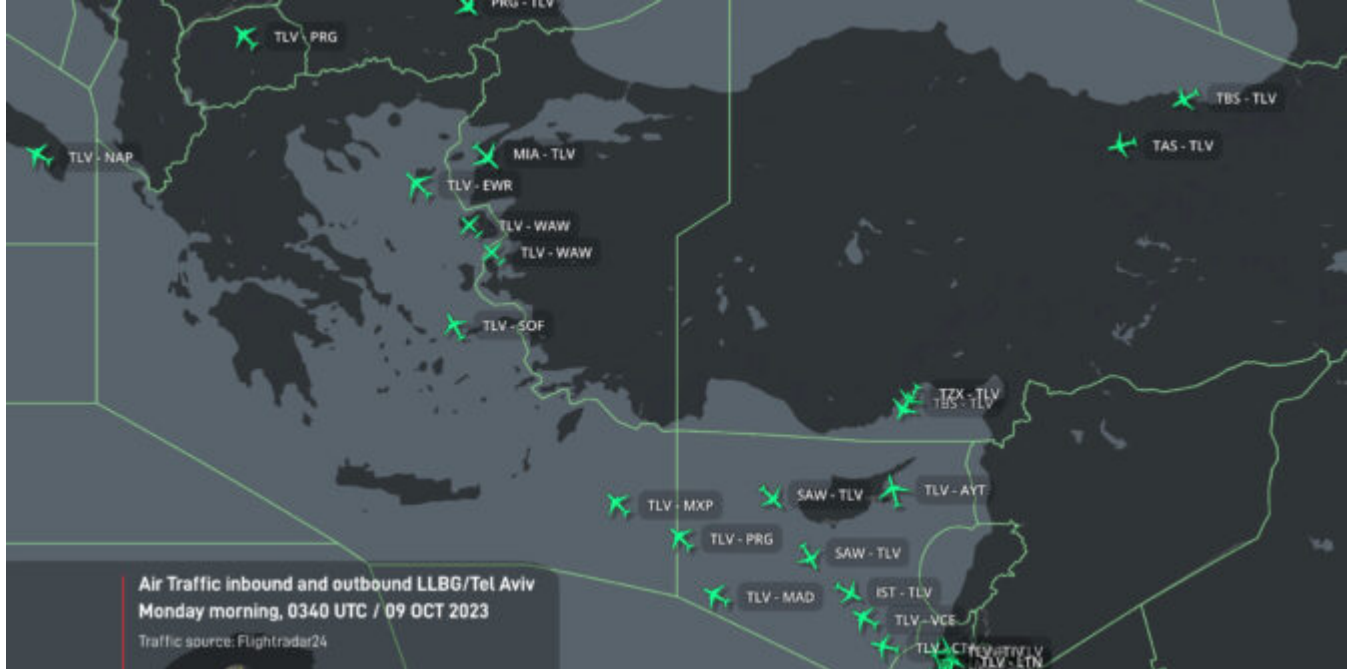 PRG - TLV
TLV - PRG
TBS - TLV
TAS - TLV
MIA - TLV
TLV - NAP
TLV - EWR
TLV - WAW
TLV - WAW
TLV - SOF
TZX - TLV
TBS - TLV
TLV - AYT
SAW - TLV
TLV - MXP
TLV - PRG
SAW - TLV
IST - TLV
TLV - MAD
TLV - VCE
TLV
TLV - LTN
Air Traffic inbound and outbound LLBG/Tel Aviv
Monday morning, 0340 UTC / 09 OCT 2023
Traffic source: Flightradar24